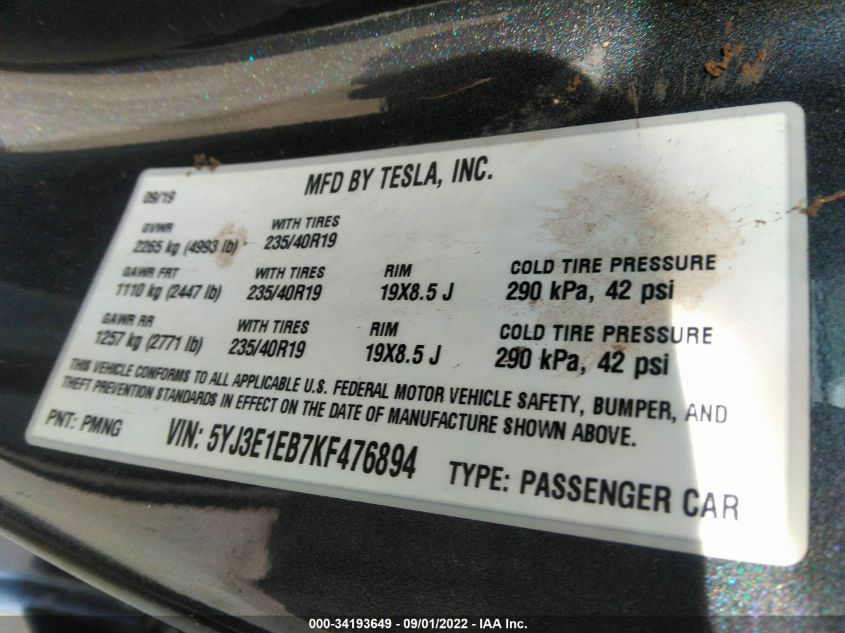 MFD BY TESLA, INC.
09/19
GVWR WITH TIRES
2265 kg (4993 lb) 235/40R19
GAWR FRT WITH TIRES RIM COLD TIRE PRESSURE
1110 kg (2447 lb) 235/40R19 19X8.5 J 290 kPa, 42 psi
GAWR RR WITH TIRES RIM COLD TIRE PRESSURE
1257 kg (2771 lb) 235/40R19 19X8.5 J 290 kPa, 42 psi
THIS VEHICLE CONFORMS TO ALL APPLICABLE U.S. FEDERAL MOTOR VEHICLE SAFETY, BUMPER, AND
THEFT PREVENTION STANDARDS IN EFFECT ON THE DATE OF MANUFACTURE SHOWN ABOVE.
PNT: PMNG VIN: 5YJ3E1EB7KF476894 TYPE: PASSENGER CAR
000-34193649 - 09/01/2022 - IAA Inc.